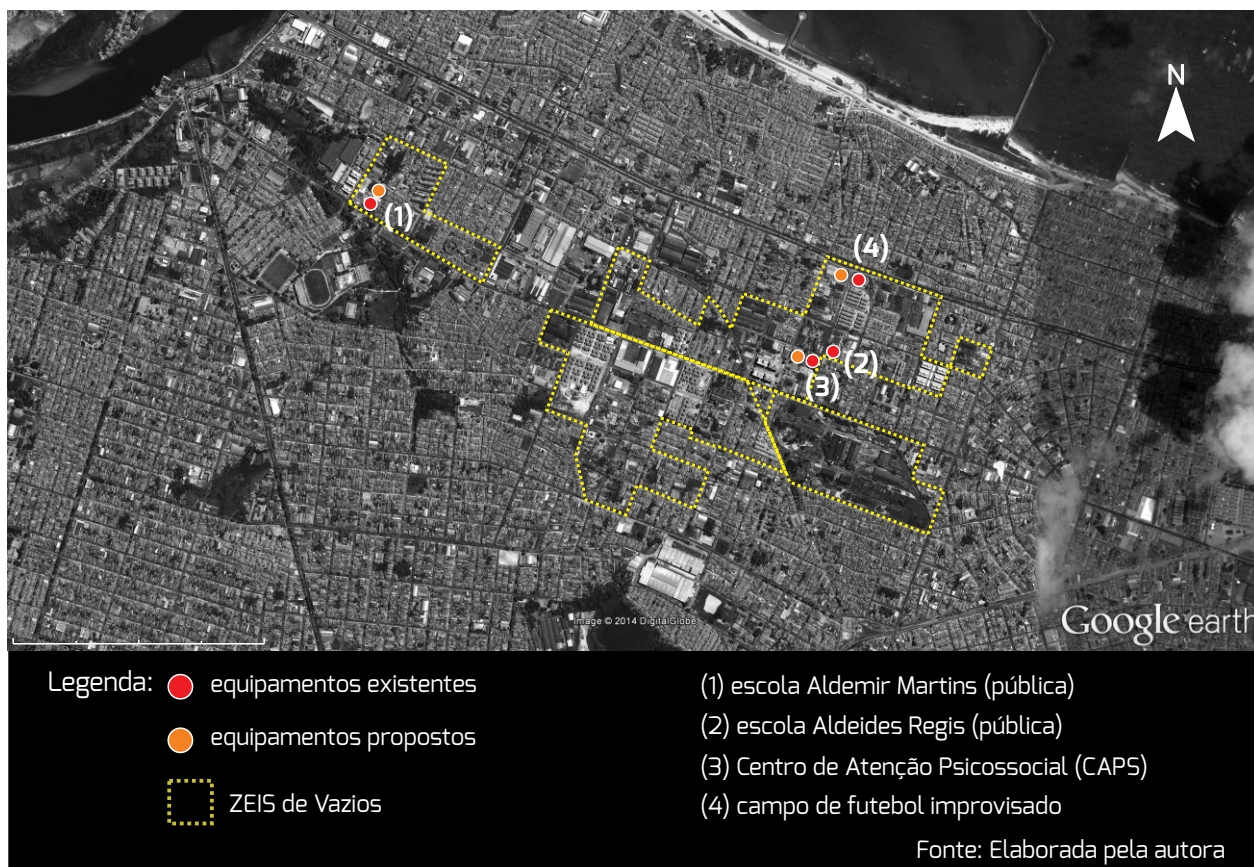 N
(1)
(4)
(2)
(3)
Image © 2014 DigitalGlobe
Google earth
Legenda:
equipamentos existentes
equipamentos propostos
ZEIS de Vazios
(1) escola Aldemir Martins (pública)
(2) escola Aldeides Regis (pública)
(3) Centro de Atenção Psicossocial (CAPS)
(4) campo de futebol improvisado
Fonte: Elaborada pela autora